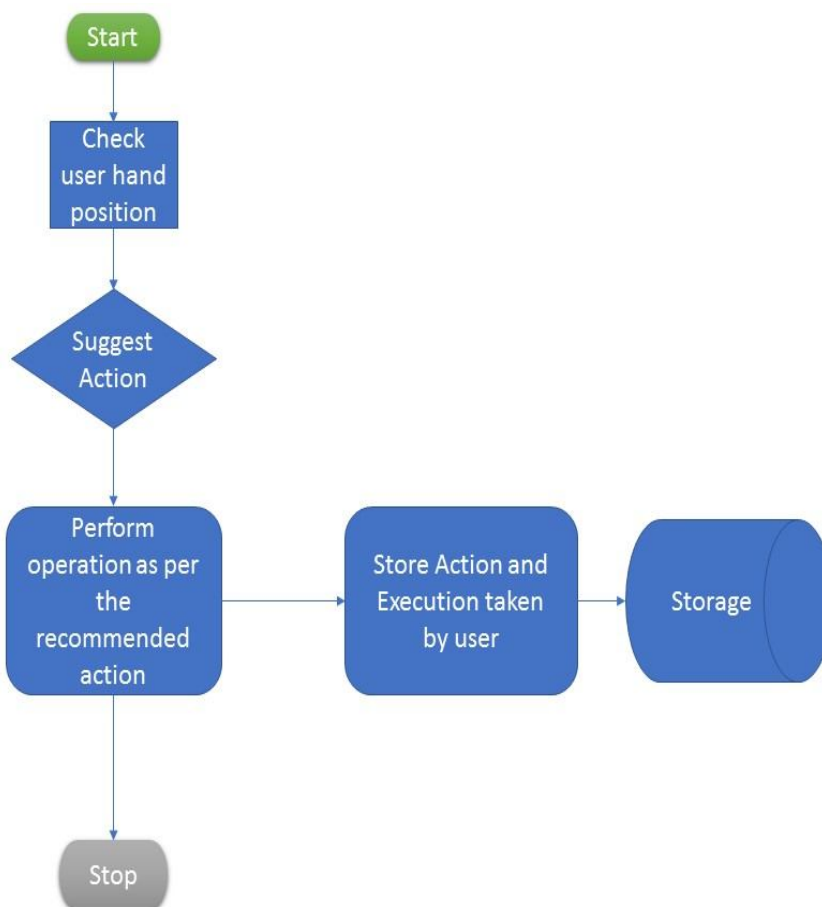 Start
Check
user hand
position
Suggest
Action
Perform
operation as per
the
recommended
action
Store Action and
Execution taken
by user
Storage
Stop